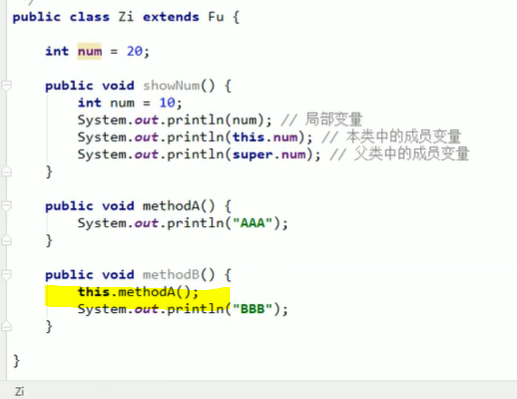 public class Zi extends Fu {
int num = 20;
public void showNum() {
int num = 10;
System.out.println(num); // 局部变量
System.out.println(this.num); // 本类中的成员变量
System.out.println(super.num); // 父类中的成员变量
}
public void methodA() {
System.out.println("AAA");
}
public void methodB() {
this.methodA();
System.out.println("BBB");
}
}
Zi